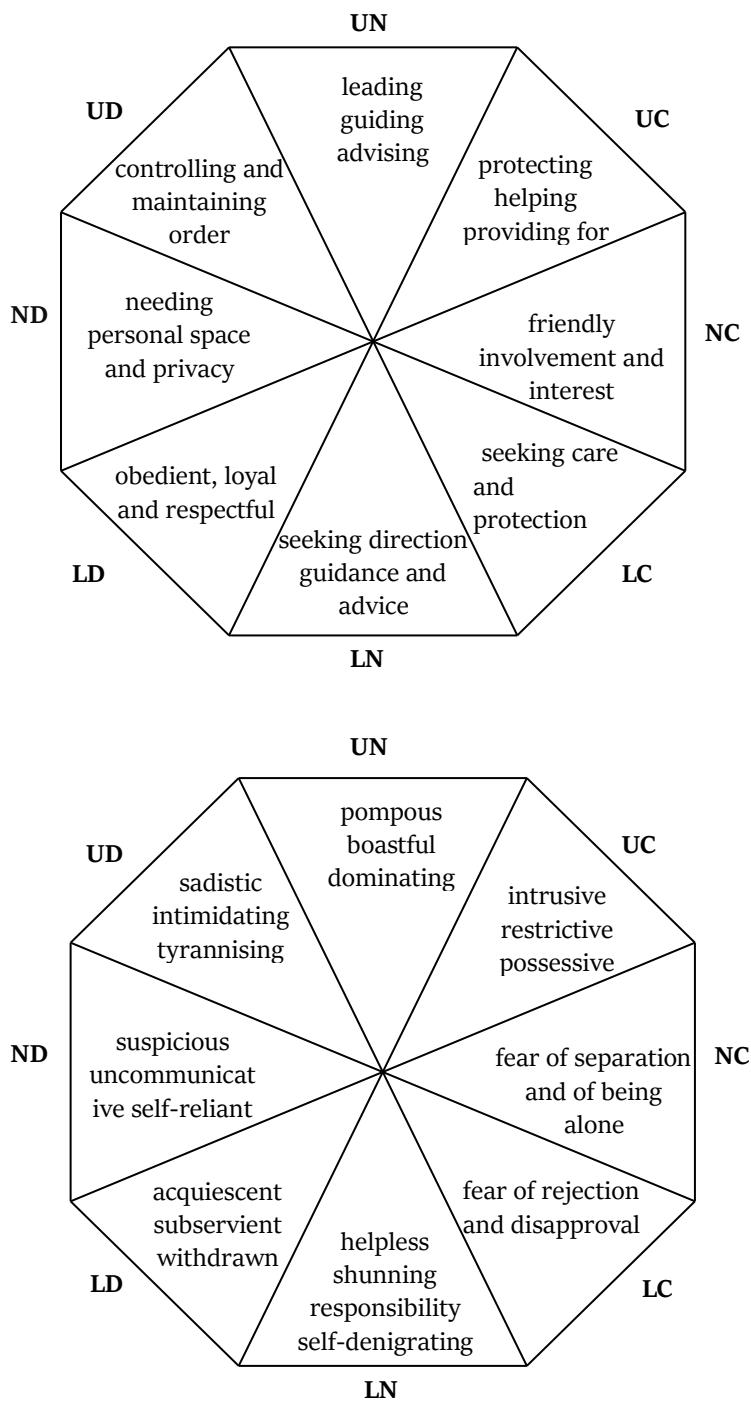 UN
leading
guiding
advising
UD
UC
controlling and
maintaining
order
protecting
helping
providing for
ND
needing
personal space
and privacy
friendly
involvement and
interest
NC
obedient, loyal
and respectful
seeking care
and
protection
seeking direction
guidance and
advice
LD
LC
LN
UN
pompous
boastful
dominating
UD
UC
sadistic
intimidating
tyrannising
intrusive
restrictive
possessive
ND
suspicious
uncommunicat
ive self-reliant
fear of separation
and of being
alone
NC
acquiescent
subservient
withdrawn
fear of rejection
and disapproval
helpless
shunning
responsibility
self-denigrating
LD
LC
LN